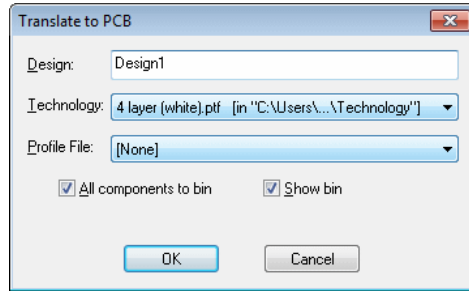 Translate to PCB
Design: Design1
Technology: 4 layer (white).ptf [in "C:\Users\...\Technology"]
Profile File: [None]
All components to bin Show bin
OK Cancel